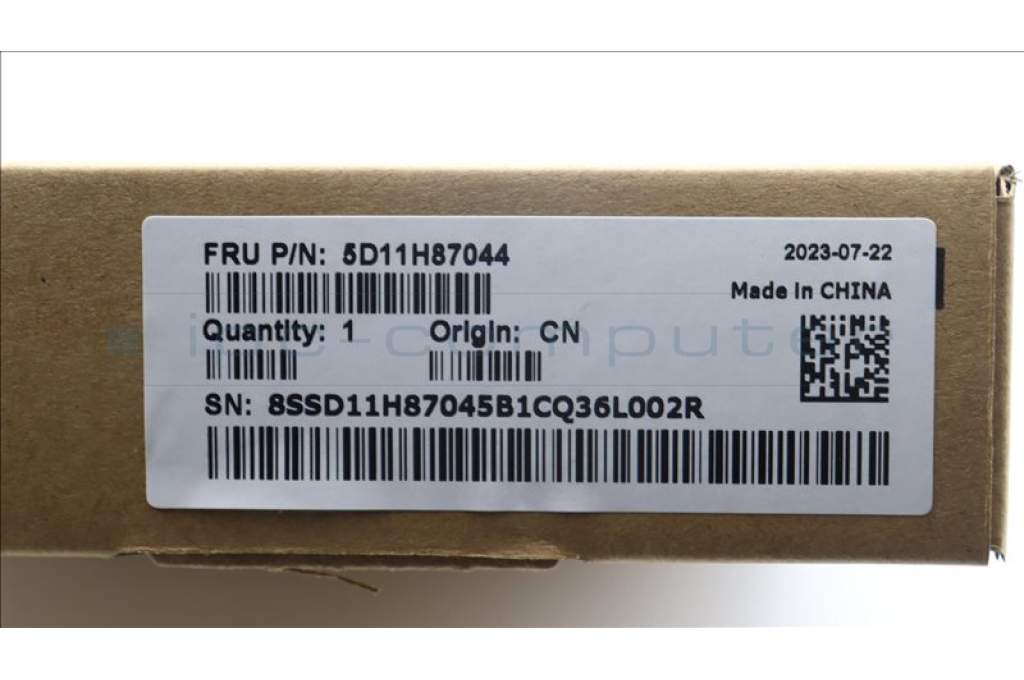 FRU P/N: 5D11H87044
2023-07-22
Made in CHINA
Quantity: 1 Origin: CN
SN: 8SSD11H87045B1CQ36L002R